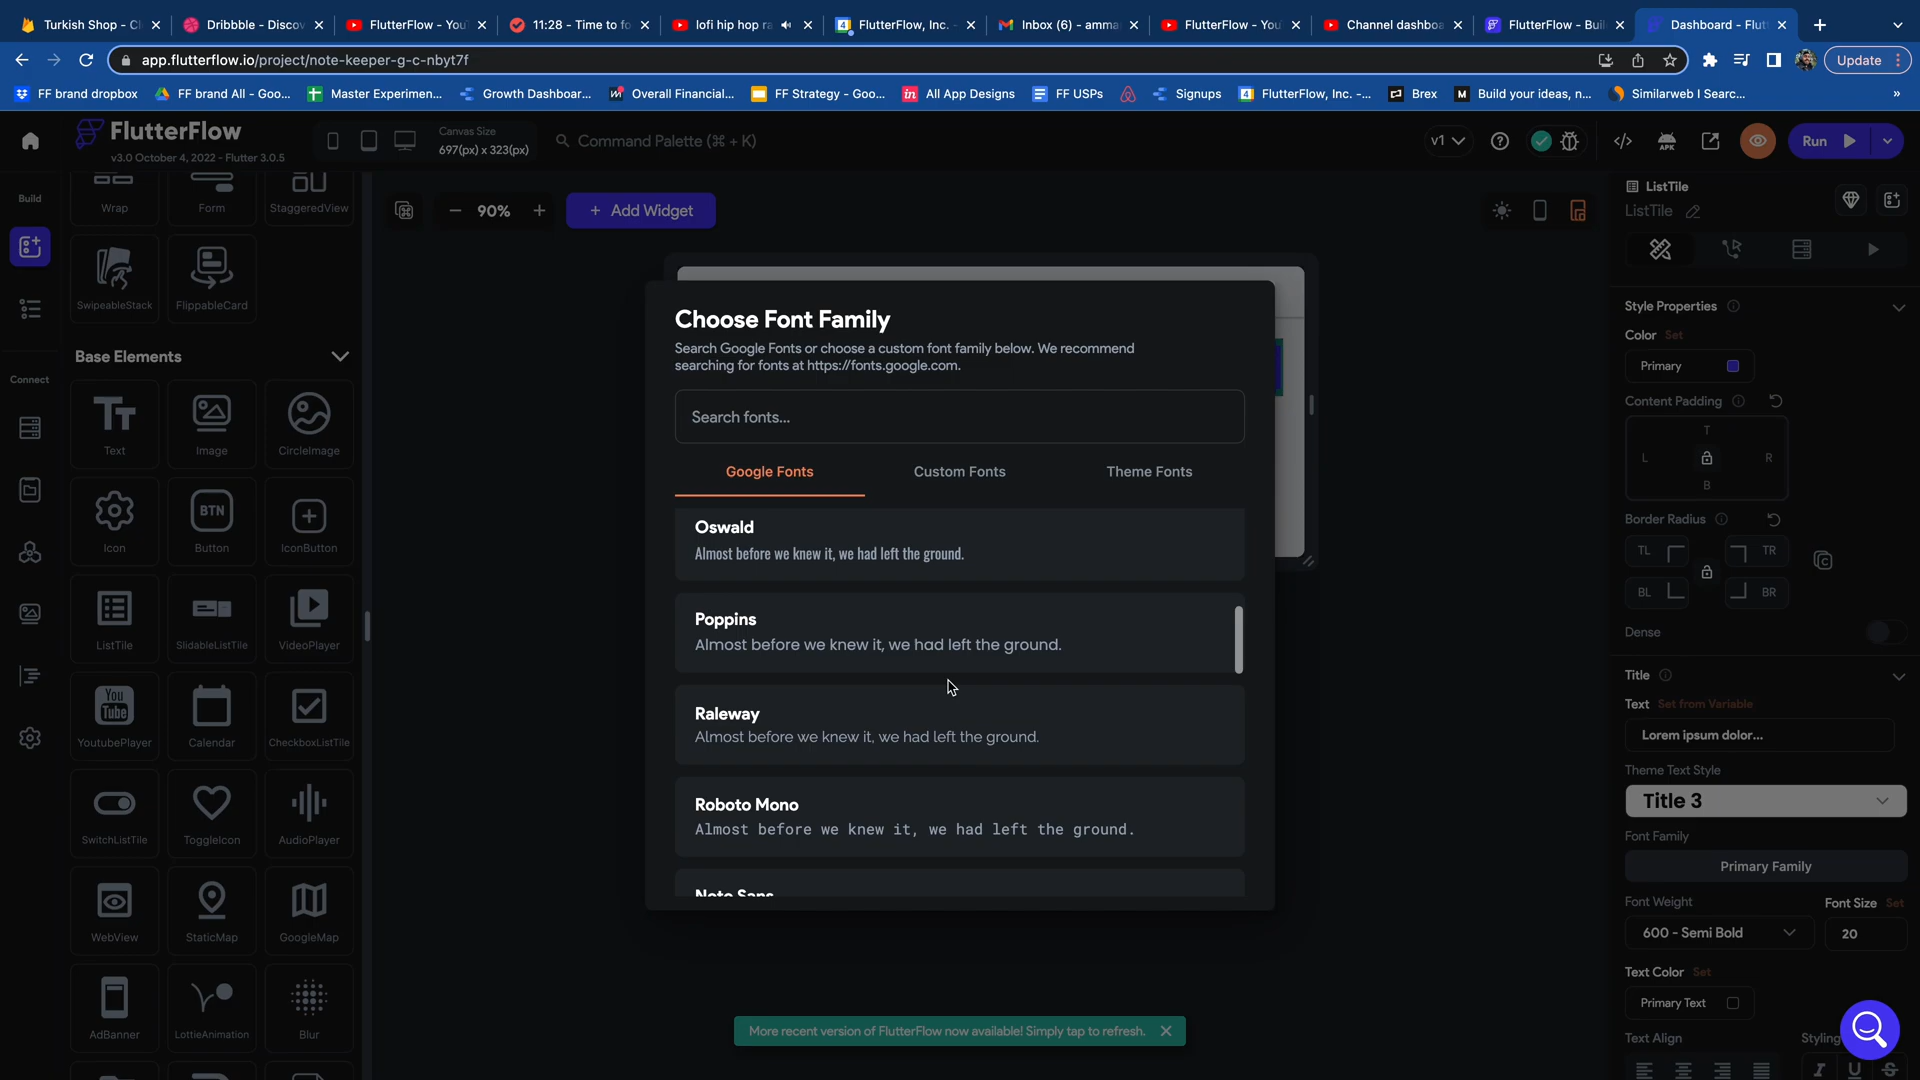 Turkish Shop - Cl
Dribbble - Discov
FlutterFlow - You
11:28 - Time to fo
lofi hip hop ra
FlutterFlow, Inc. -
Inbox (6) - amma
FlutterFlow - You
Channel dashboa
FlutterFlow - Buil
Dashboard - Flutt
app.flutterflow.io/project/note-keeper-g-c-nbyt7f
Update
FF brand dropbox
FF brand All - Goo...
Master Experimen...
Growth Dashboar...
Overall Financial...
FF Strategy - Goo...
All App Designs
FF USPs
Signups
FlutterFlow, Inc. -...
Brex
Build your ideas, n...
Similarweb I Searc...
»
FlutterFlow
v3.0 October 4, 2022 - Flutter 3.0.5
Canvas Size
697(px) x 323(px)
Command Palette (⌘ + K)
v1
APK
Run
Build
Connect
Wrap
Form
StaggeredView
SwipeableStack
FlippableCard
Base Elements
Text
Image
CircleImage
Icon
BTN
Button
IconButton
ListTile
SlidableListTile
VideoPlayer
You
Tube
YoutubePlayer
Calendar
CheckboxListTile
SwitchListTile
ToggleIcon
AudioPlayer
WebView
StaticMap
GoogleMap
AdBanner
LottieAnimation
Blur
90%
+ Add Widget
Choose Font Family
Search Google Fonts or choose a custom font family below. We recommend
searching for fonts at https://fonts.google.com.
Search fonts...
Google Fonts
Custom Fonts
Theme Fonts
Oswald
Almost before we knew it, we had left the ground.
Poppins
Almost before we knew it, we had left the ground.
Raleway
Almost before we knew it, we had left the ground.
Roboto Mono
Almost before we knew it, we had left the ground.
Noto Sans
More recent version of FlutterFlow now available! Simply tap to refresh.
ListTile
ListTile
Style Properties
Color Set
Primary
Content Padding
T
L
R
B
Border Radius
TL
TR
BL
BR
Dense
Title
Text Set from Variable
Lorem ipsum dolor...
Theme Text Style
Title 3
Font Family
Primary Family
Font Weight
Font Size Set
600 - Semi Bold
20
Text Color Set
Primary Text
Text Align
Styling